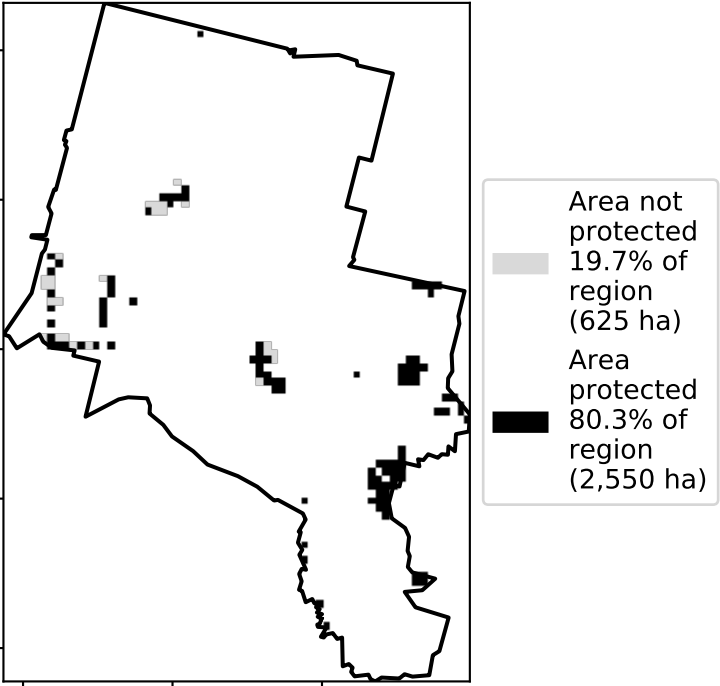 Area not
protected
19.7% of
region
(625 ha)
Area
protected
80.3% of
region
(2,550 ha)